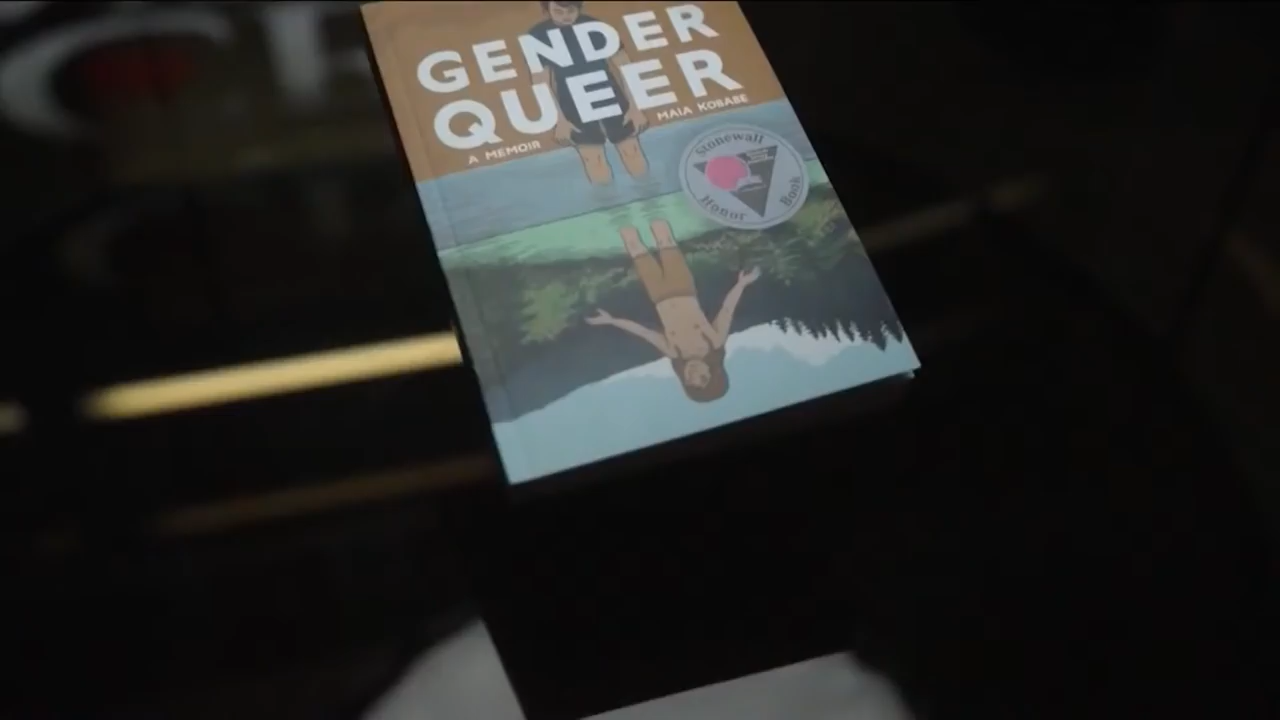 GENDER
QUEER
A MEMOIR
MAIA KOBABE
Stonewall
Honor Book